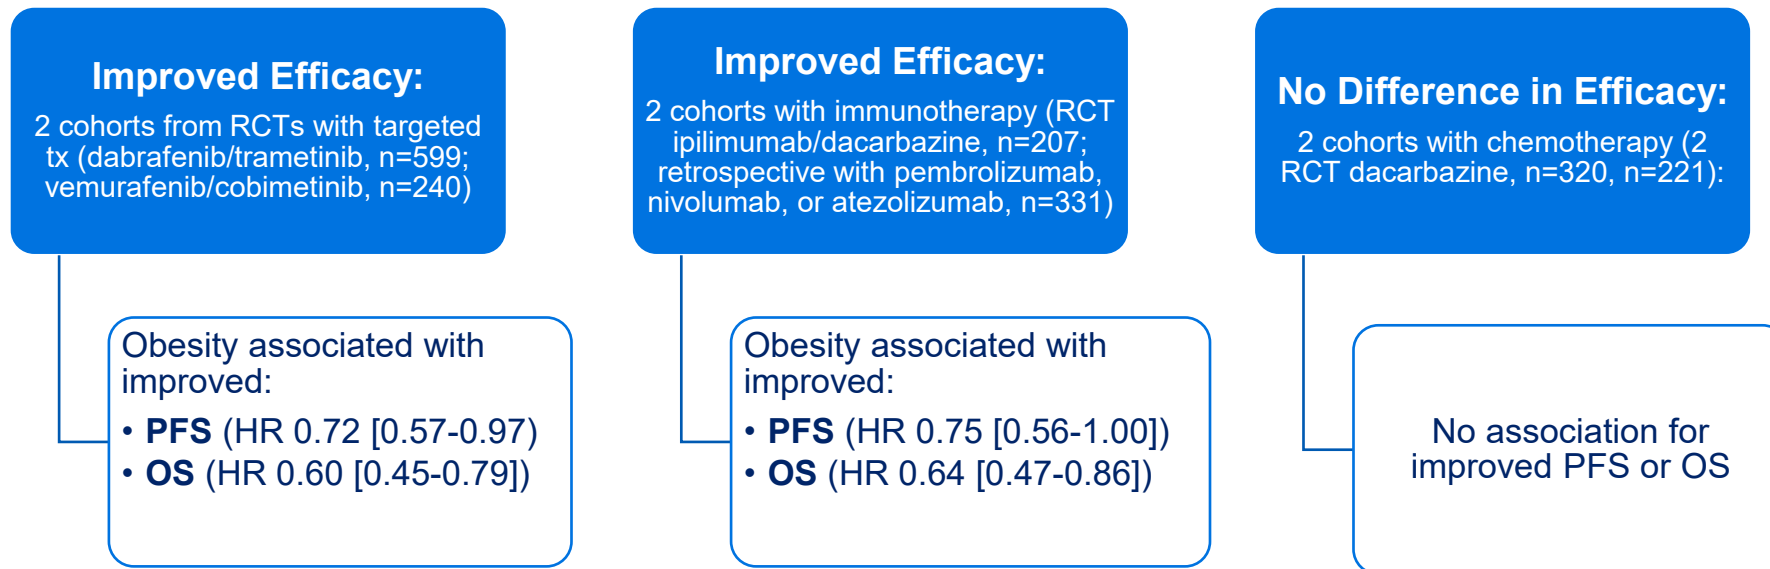 Improved Efficacy:
2 cohorts from RCTs with targeted
tx (dabrafenib/trametinib, n=599;
vemurafenib/cobimetinib, n=240)
Obesity associated with
improved:
• PFS (HR 0.72 [0.57-0.97)
• OS (HR 0.60 [0.45-0.79])
Improved Efficacy:
2 cohorts with immunotherapy (RCT
ipilimumab/dacarbazine, n=207;
retrospective with pembrolizumab,
nivolumab, or atezolizumab, n=331)
Obesity associated with
improved:
• PFS (HR 0.75 [0.56-1.00])
• OS (HR 0.64 [0.47-0.86])
No Difference in Efficacy:
2 cohorts with chemotherapy (2
RCT dacarbazine, n=320, n=221):
No association for
improved PFS or OS